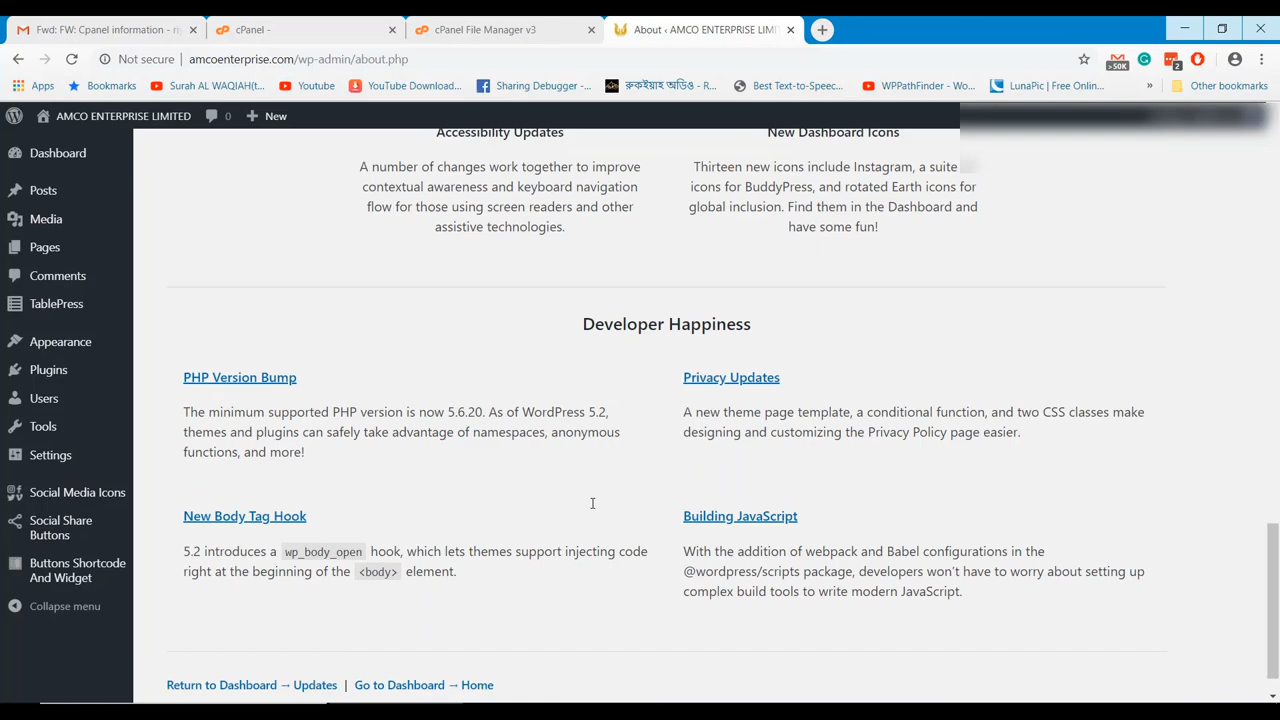 Fwd: FW: Cpanel information - ri
cPanel -
cPanel File Manager v3
About ‹ AMCO ENTERPRISE LIMI
Not secure | amcoenterprise.com/wp-admin/about.php
>50K
2
Apps
Bookmarks
Surah AL WAQIAH(t...
Youtube
YouTube Download...
Sharing Debugger -...
রুকইয়াহ অডিও - R...
Best Text-to-Speec...
WPPathFinder - Wo...
LunaPic | Free Onlin...
»
Other bookmarks
AMCO ENTERPRISE LIMITED
0
New
Dashboard
Posts
Media
Pages
Comments
TablePress
Appearance
Plugins
Users
Tools
Settings
Social Media Icons
Social Share
Buttons
Buttons Shortcode
And Widget
Collapse menu
Accessibility Updates
A number of changes work together to improve
contextual awareness and keyboard navigation
flow for those using screen readers and other
assistive technologies.
New Dashboard Icons
Thirteen new icons include Instagram, a suite
icons for BuddyPress, and rotated Earth icons for
global inclusion. Find them in the Dashboard and
have some fun!
Developer Happiness
PHP Version Bump
The minimum supported PHP version is now 5.6.20. As of WordPress 5.2,
themes and plugins can safely take advantage of namespaces, anonymous
functions, and more!
Privacy Updates
A new theme page template, a conditional function, and two CSS classes make
designing and customizing the Privacy Policy page easier.
New Body Tag Hook
5.2 introduces a wp_body_open hook, which lets themes support injecting code
right at the beginning of the <body> element.
Building JavaScript
With the addition of webpack and Babel configurations in the
@wordpress/scripts package, developers won’t have to worry about setting up
complex build tools to write modern JavaScript.
Return to Dashboard → Updates | Go to Dashboard → Home